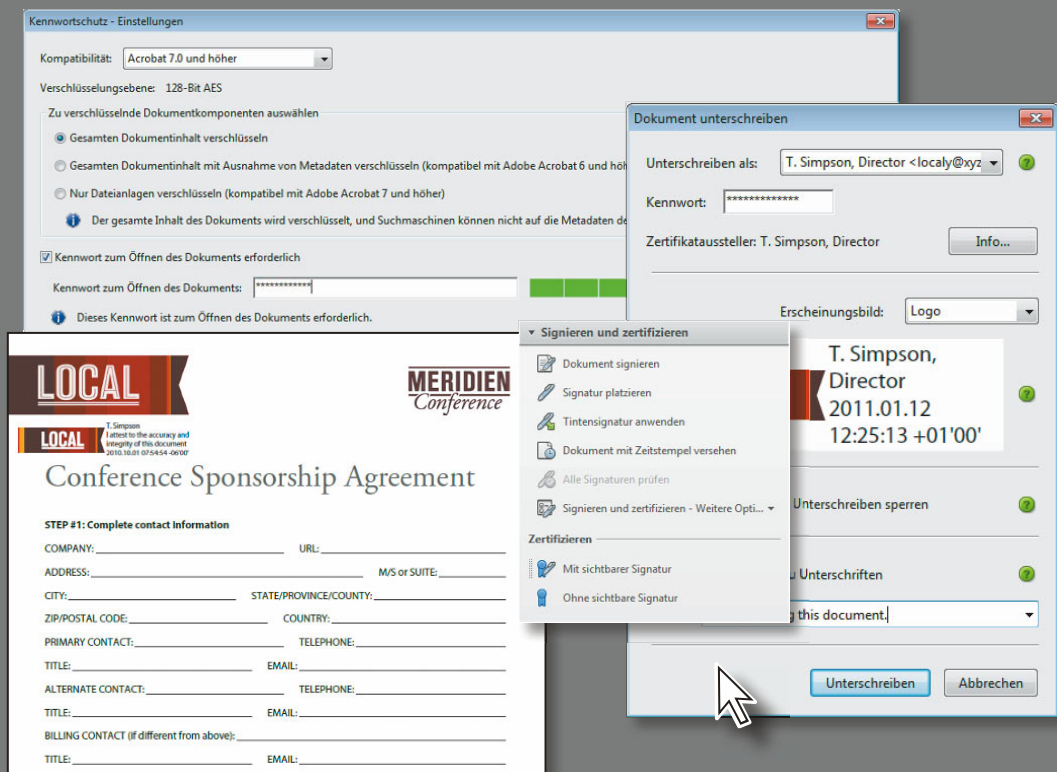 Kennwortschutz - Einstellungen
Kompatibilität: Acrobat 7.0 und höher
Verschlüsselungsebene: 128-Bit AES
Zu verschlüsselnde Dokumentkomponenten auswählen
Gesamten Dokumentinhalt verschlüsseln
Gesamten Dokumentinhalt mit Ausnahme von Metadaten verschlüsseln (kompatibel mit Adobe Acrobat 6 und
Nur Dateianlagen verschlüsseln (kompatibel mit Adobe Acrobat 7 und höher)
Der gesamte Inhalt des Dokuments wird verschlüsselt, und Suchmaschinen können nicht auf die Metadaten
Kennwort zum Öffnen des Dokuments erforderlich
Kennwort zum Öffnen des Dokuments: ************
Dieses Kennwort ist zum Öffnen des Dokuments erforderlich.
Dokument unterschreiben
Unterschreiben als: T. Simpson, Director <localy@xyz
Kennwort: *************
Zertifikataussteller: T. Simpson, Director
Info...
Erscheinungsbild: Logo
T. Simpson,
Director
2011.01.12
12:25:13 +01'00'
Unterschreiben sperren
Unterschriften
this document.
Unterschreiben
Abbrechen
Signieren und zertifizieren
Dokument signieren
Signatur platzieren
Tintensignatur anwenden
Dokument mit Zeitstempel versehen
Alle Signaturen prüfen
Signieren und zertifizieren - Weitere Opti...
Zertifizieren
Mit sichtbarer Signatur
Ohne sichtbare Signatur
LOCAL
MERIDIEN
Conference
LOCAL
T. Simpson
I attest to the accuracy and
integrity of this document
2010.10.01 07:54:54 -06'00'
Conference Sponsorship Agreement
STEP #1: Complete contact information
COMPANY: URL:
ADDRESS: M/S or SUITE:
CITY: STATE/PROVINCE/COUNTY:
ZIP/POSTAL CODE: COUNTRY:
PRIMARY CONTACT: TELEPHONE:
TITLE: EMAIL:
ALTERNATE CONTACT: TELEPHONE:
TITLE: EMAIL:
BILLING CONTACT (if different from above):
TITLE: EMAIL: